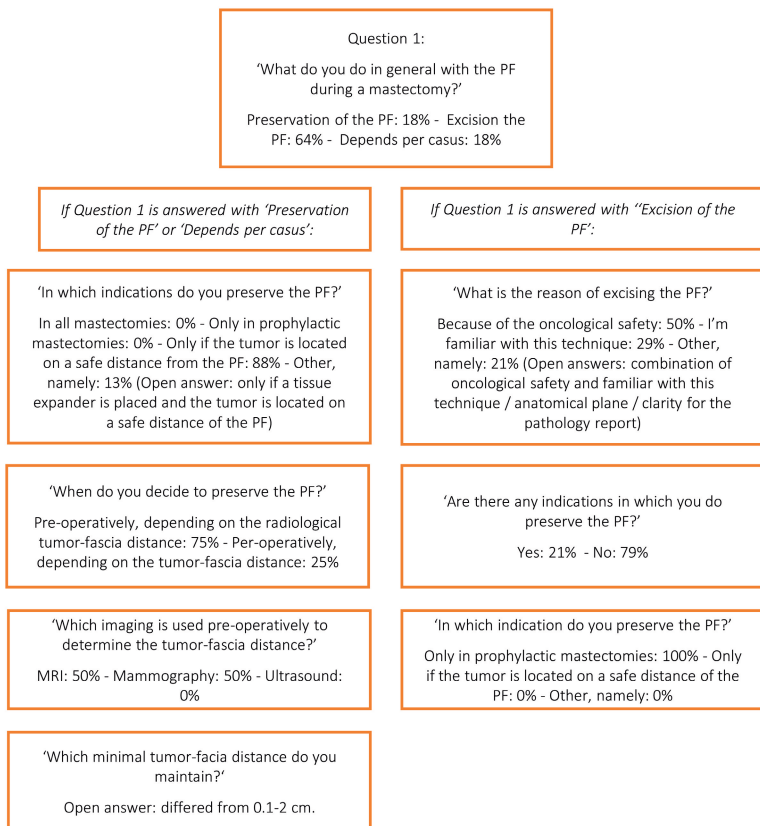 Question 1:
‘What do you do in general with the PF
during a mastectomy?’
Preservation of the PF: 18% - Excision the
PF: 64% - Depends per casus: 18%
If Question 1 is answered with ‘Preservation
of the PF’ or ‘Depends per casus’:
If Question 1 is answered with ‘‘Excision of the
PF’:
‘In which indications do you preserve the PF?’
In all mastectomies: 0% - Only in prophylactic
mastectomies: 0% - Only if the tumor is located
on a safe distance from the PF: 88% - Other,
namely: 13% (Open answer: only if a tissue
expander is placed and the tumor is located on
a safe distance of the PF)
‘What is the reason of excising the PF?’
Because of the oncological safety: 50% - I’m
familiar with this technique: 29% - Other,
namely: 21% (Open answers: combination of
oncological safety and familiar with this
technique / anatomical plane / clarity for the
pathology report)
‘When do you decide to preserve the PF?’
Pre-operatively, depending on the radiological
tumor-fascia distance: 75% - Per-operatively,
depending on the tumor-fascia distance: 25%
‘Are there any indications in which you do
preserve the PF?’
Yes: 21%  - No: 79%
‘Which imaging is used pre-operatively to
determine the tumor-fascia distance?’
MRI: 50% - Mammography: 50% - Ultrasound:
0%
‘In which indication do you preserve the PF?’
Only in prophylactic mastectomies: 100% - Only
if the tumor is located on a safe distance of the
PF: 0% - Other, namely: 0%
‘Which minimal tumor-facia distance do you
maintain?‘
Open answer: differed from 0.1-2 cm.